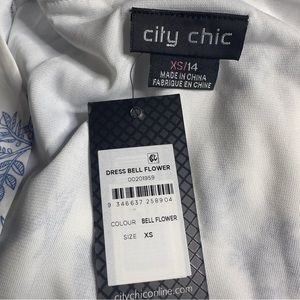 city chic
XS/14
MADE IN CHINA
FABRIQUE EN CHINE
DRESS BELL FLOWER
00201959
9 346637 258904
COLOUR BELL FLOWER
SIZE XS
citychiconline.com